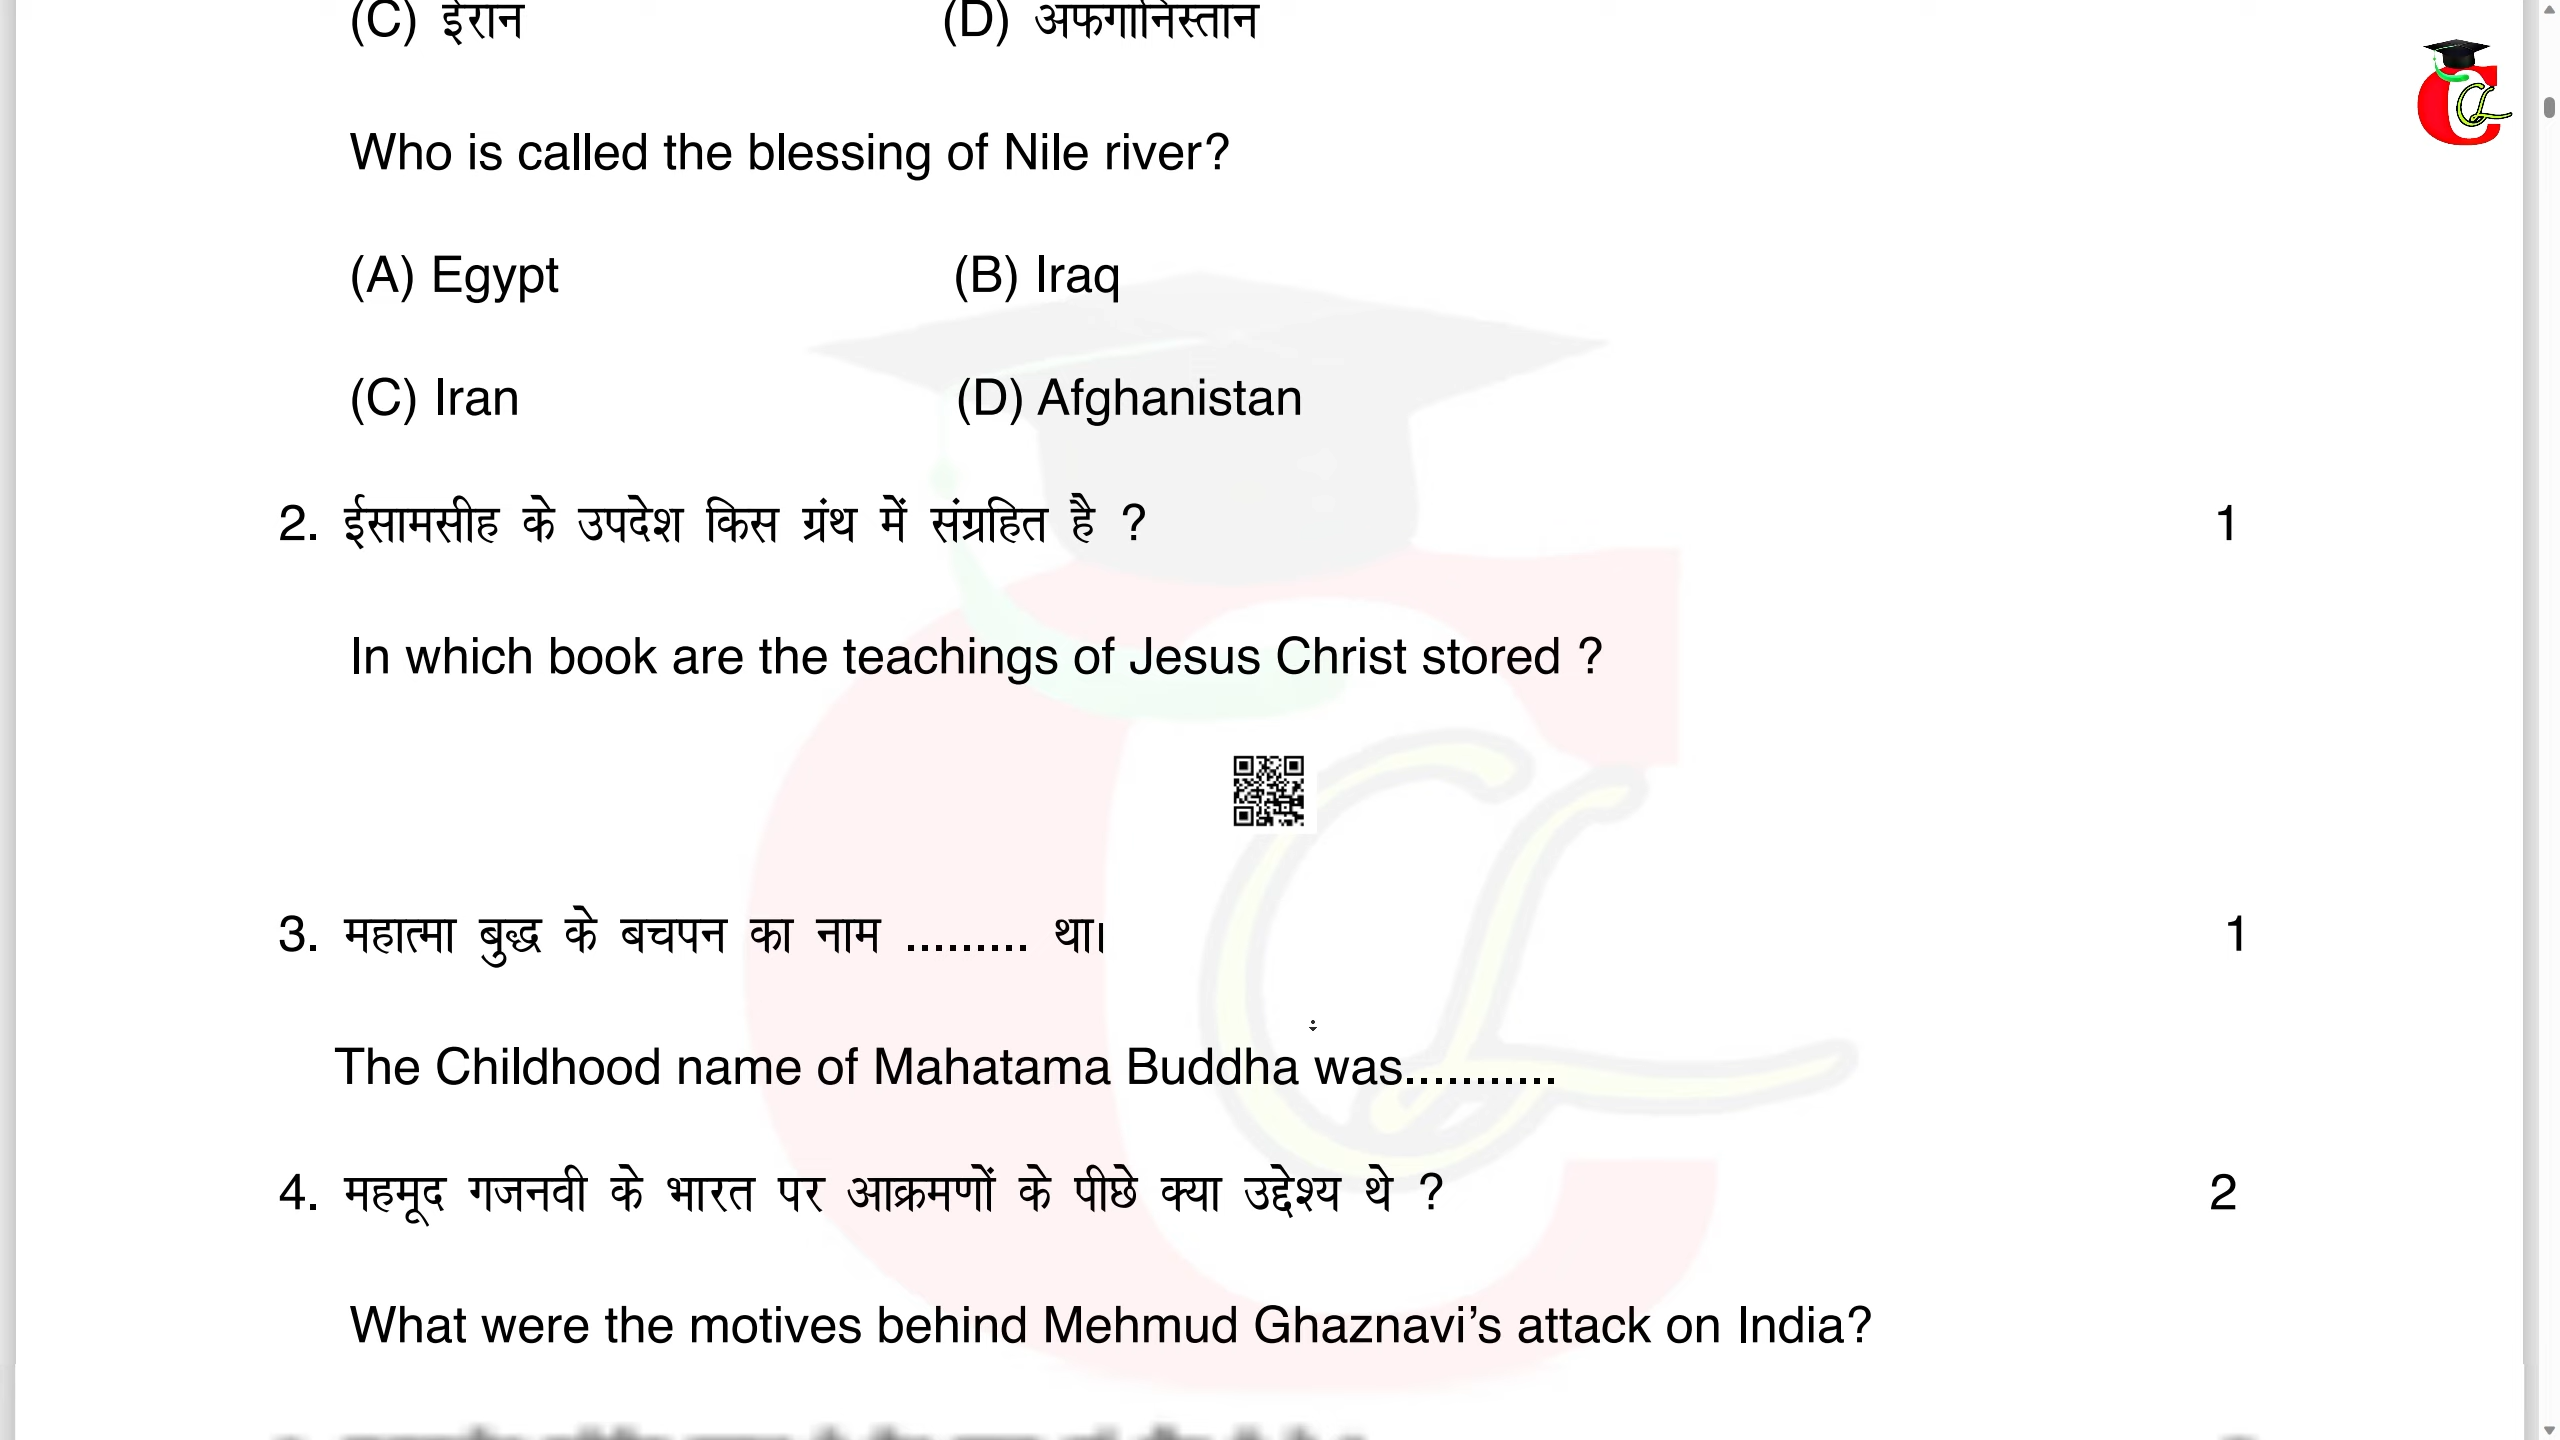 (C) ईरान (D) अफगानिस्तान
Who is called the blessing of Nile river?
(A) Egypt (B) Iraq
(C) Iran (D) Afghanistan
2. ईसामसीह के उपदेश किस ग्रंथ में संग्रहित है ? 1
In which book are the teachings of Jesus Christ stored ?
3. महात्मा बुद्ध के बचपन का नाम ......... था। 1
The Childhood name of Mahatama Buddha was...........
4. महमूद गजनवी के भारत पर आक्रमणों के पीछे क्या उद्देश्य थे ? 2
What were the motives behind Mehmud Ghaznavi’s attack on India?